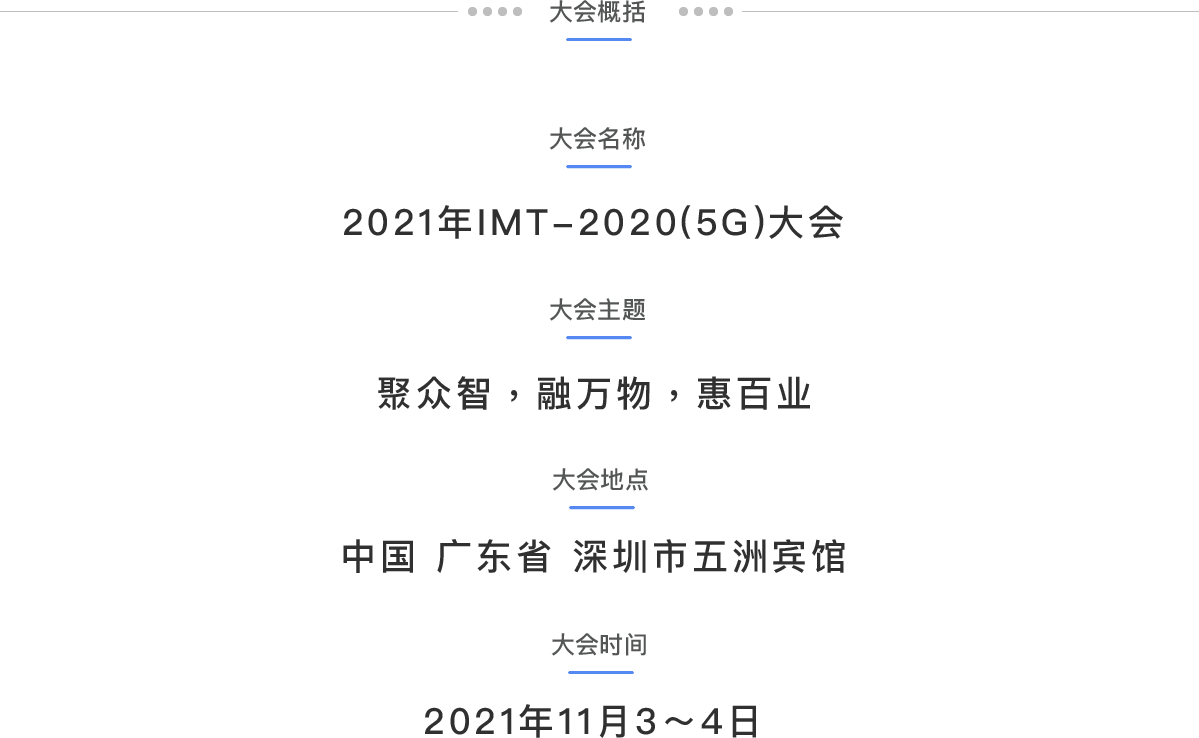 大会概括
大会名称
2021年IMT-2020(5G)大会
大会主题
聚众智，融万物，惠百业
大会地点
中国 广东省 深圳市五洲宾馆
大会时间
2021年11月3～4日